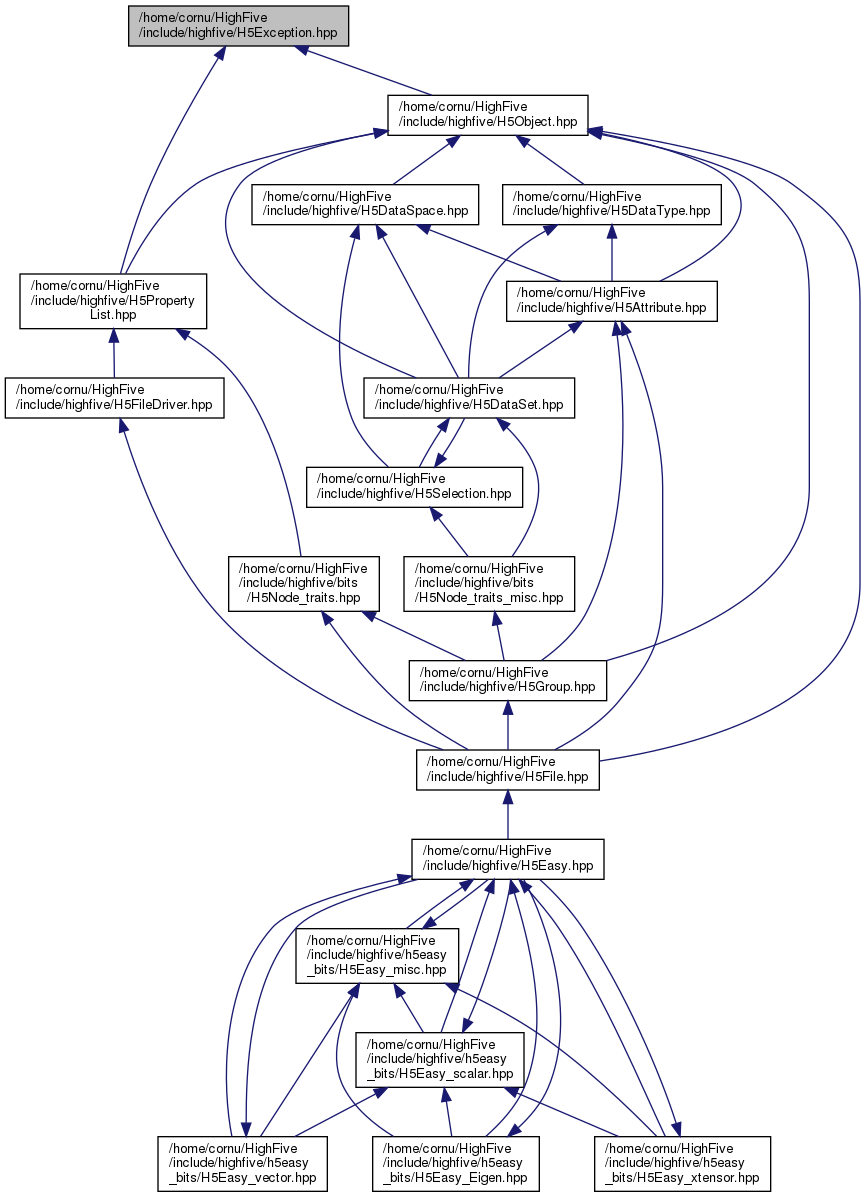 /home/cornu/HighFive
/include/highfive/H5Exception.hpp
/home/cornu/HighFive
/include/highfive/H5Object.hpp
/home/cornu/HighFive
/include/highfive/H5DataSpace.hpp
/home/cornu/HighFive
/include/highfive/H5DataType.hpp
/home/cornu/HighFive
/include/highfive/H5Property
List.hpp
/home/cornu/HighFive
/include/highfive/H5Attribute.hpp
/home/cornu/HighFive
/include/highfive/H5FileDriver.hpp
/home/cornu/HighFive
/include/highfive/H5DataSet.hpp
/home/cornu/HighFive
/include/highfive/H5Selection.hpp
/home/cornu/HighFive
/include/highfive/bits
/H5Node_traits.hpp
/home/cornu/HighFive
/include/highfive/bits
/H5Node_traits_misc.hpp
/home/cornu/HighFive
/include/highfive/H5Group.hpp
/home/cornu/HighFive
/include/highfive/H5File.hpp
/home/cornu/HighFive
/include/highfive/H5Easy.hpp
/home/cornu/HighFive
/include/highfive/h5easy
_bits/H5Easy_misc.hpp
/home/cornu/HighFive
/include/highfive/h5easy
_bits/H5Easy_scalar.hpp
/home/cornu/HighFive
/include/highfive/h5easy
_bits/H5Easy_vector.hpp
/home/cornu/HighFive
/include/highfive/h5easy
_bits/H5Easy_Eigen.hpp
/home/cornu/HighFive
/include/highfive/h5easy
_bits/H5Easy_xtensor.hpp